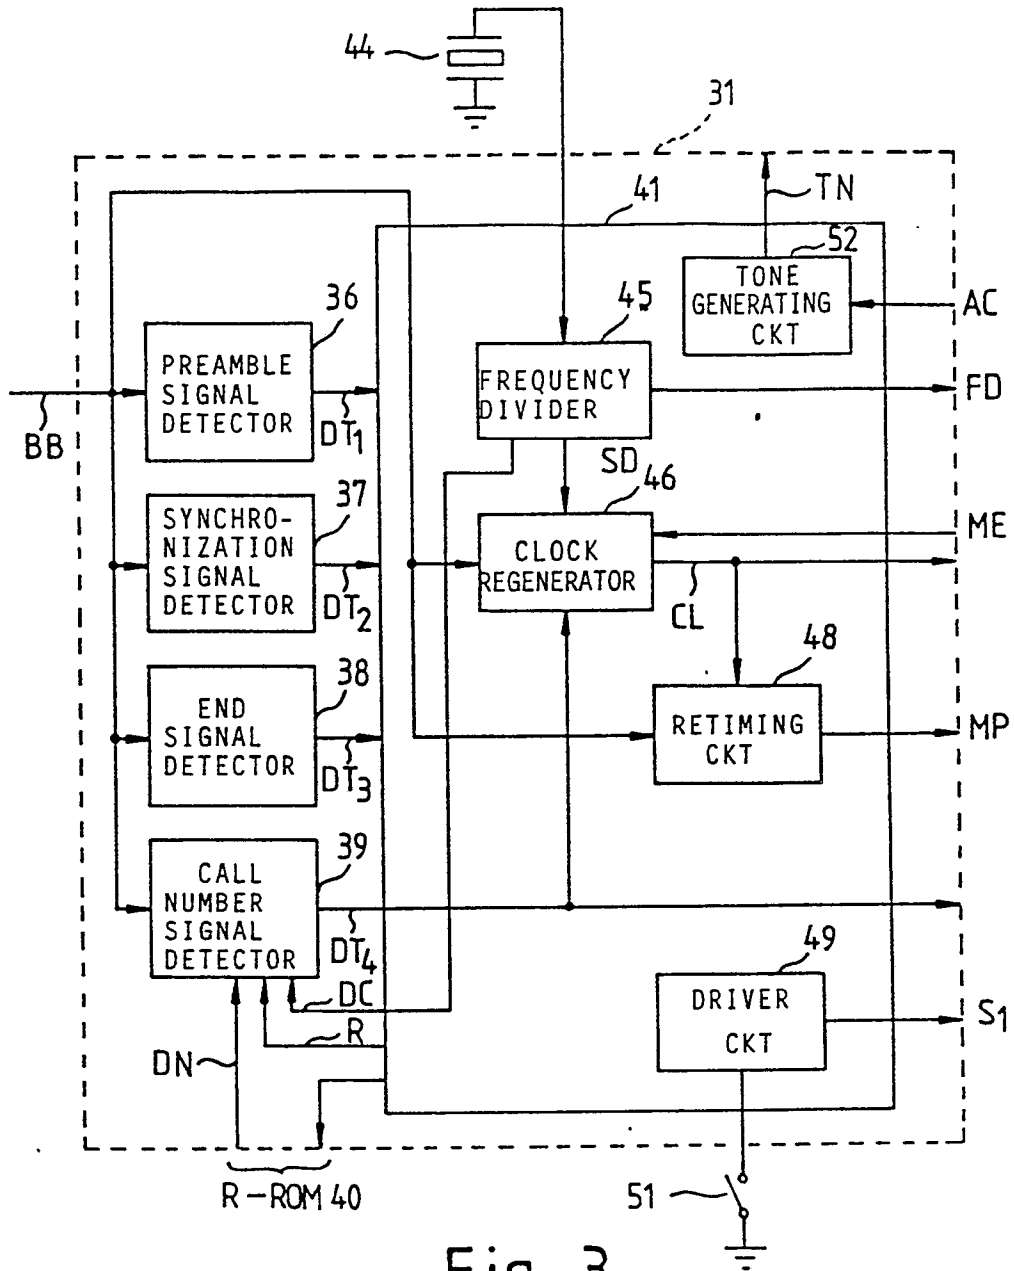 44
31
41
TN
52
TONE
GENERATING
CKT
AC
36
45
PREAMBLE
SIGNAL
DETECTOR
FREQUENCY
DIVIDER
FD
BB
DT1
SD
46
37
SYNCHRO-
NIZATION
SIGNAL
DETECTOR
ME
CLOCK
REGENERATOR
DT2
CL
48
38
END
SIGNAL
DETECTOR
RETIMING
CKT
MP
DT3
39
CALL
NUMBER
SIGNAL
DETECTOR
DT4
49
DC
DRIVER
CKT
S1
R
DN
R-ROM 40
51
Fig. 3